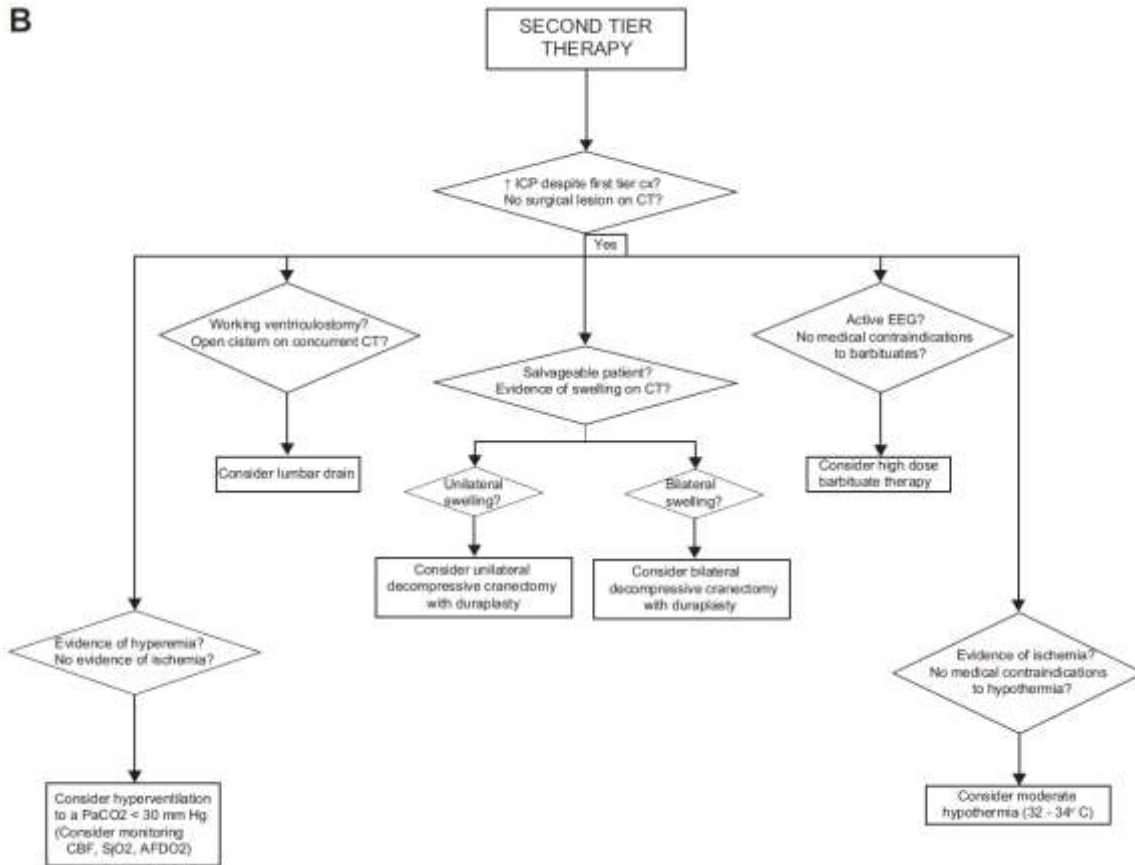 B
SECOND TIER
THERAPY
↑ ICP despite first tier cx?
No surgical lesion on CT?
Yes
Working ventriculostomy?
Open cistern on concurrent CT?
Active EEG?
No medical contraindications
to barbituates?
Salvageable patient?
Evidence of swelling on CT?
Consider lumbar drain
Consider high dose
barbituate therapy
Unilateral
swelling?
Bilateral
swelling?
Consider unilateral
decompressive cranectomy
with duraplasty
Consider bilateral
decompressive cranectomy
with duraplasty
Evidence of hyperemia?
No evidence of ischemia?
Evidence of ischemia?
No medical contraindications
to hypothermia?
Consider hyperventilation
to a PaCO2 < 30 mm Hg
(Consider monitoring
CBF, SjO2, AFDO2)
Consider moderate
hypothermia (32 - 34° C)